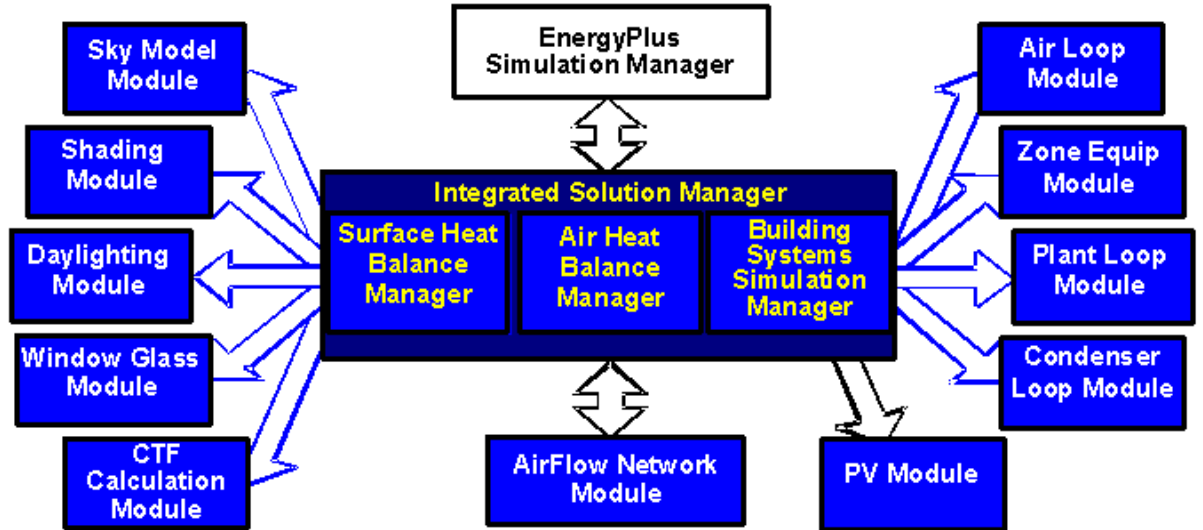 EnergyPlus
Simulation Manager
Sky Model
Module
Shading
Module
Daylighting
Module
Window Glass
Module
CTF
Calculation
Module
Integrated Solution Manager
Surface Heat
Balance
Manager
Air Heat
Balance
Manager
Building
Systems
Simulation
Manager
Air Loop
Module
Zone Equip
Module
Plant Loop
Module
Condenser
Loop Module
AirFlow Network
Module
PV Module